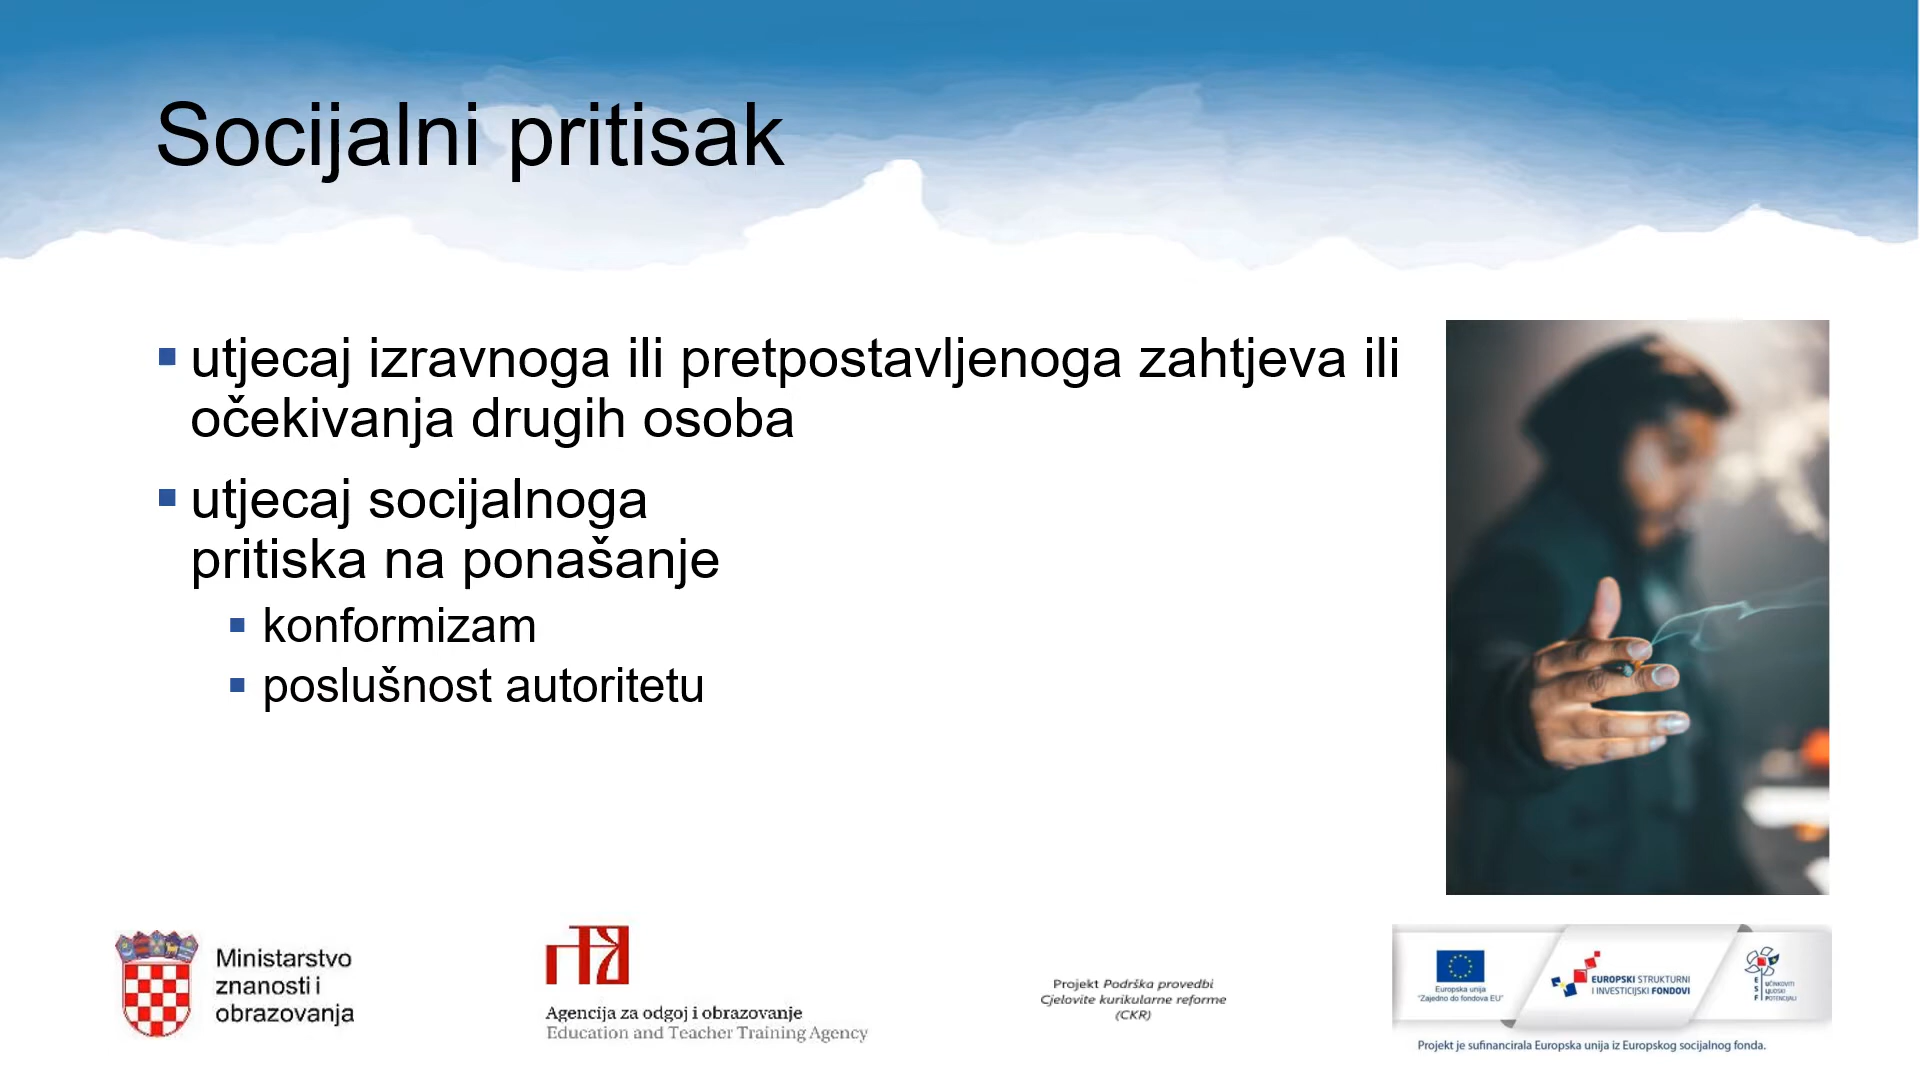 Socijalni pritisak
utjecaj izravnoga ili pretpostavljenoga zahtjeva ili
očekivanja drugih osoba
utjecaj socijalnoga
pritiska na ponašanje
konformizam
poslušnost autoritetu
Ministarstvo
znanosti i
obrazovanja
Agencija za odgoj i obrazovanje
Education and Teacher Training Agency
Projekt Podrška provedbi
Cjelovite kurikularne reforme
(CKR)
Europska unija
"Zajedno do fondova EU"
EUROPSKI STRUKTURNI
I INVESTICIJSKI FONDOVI
ESF
UČINKOVITI
LJUDSKI
POTENCIJALI
Projekt je sufinancirala Europska unija iz Europskog socijalnog fonda.